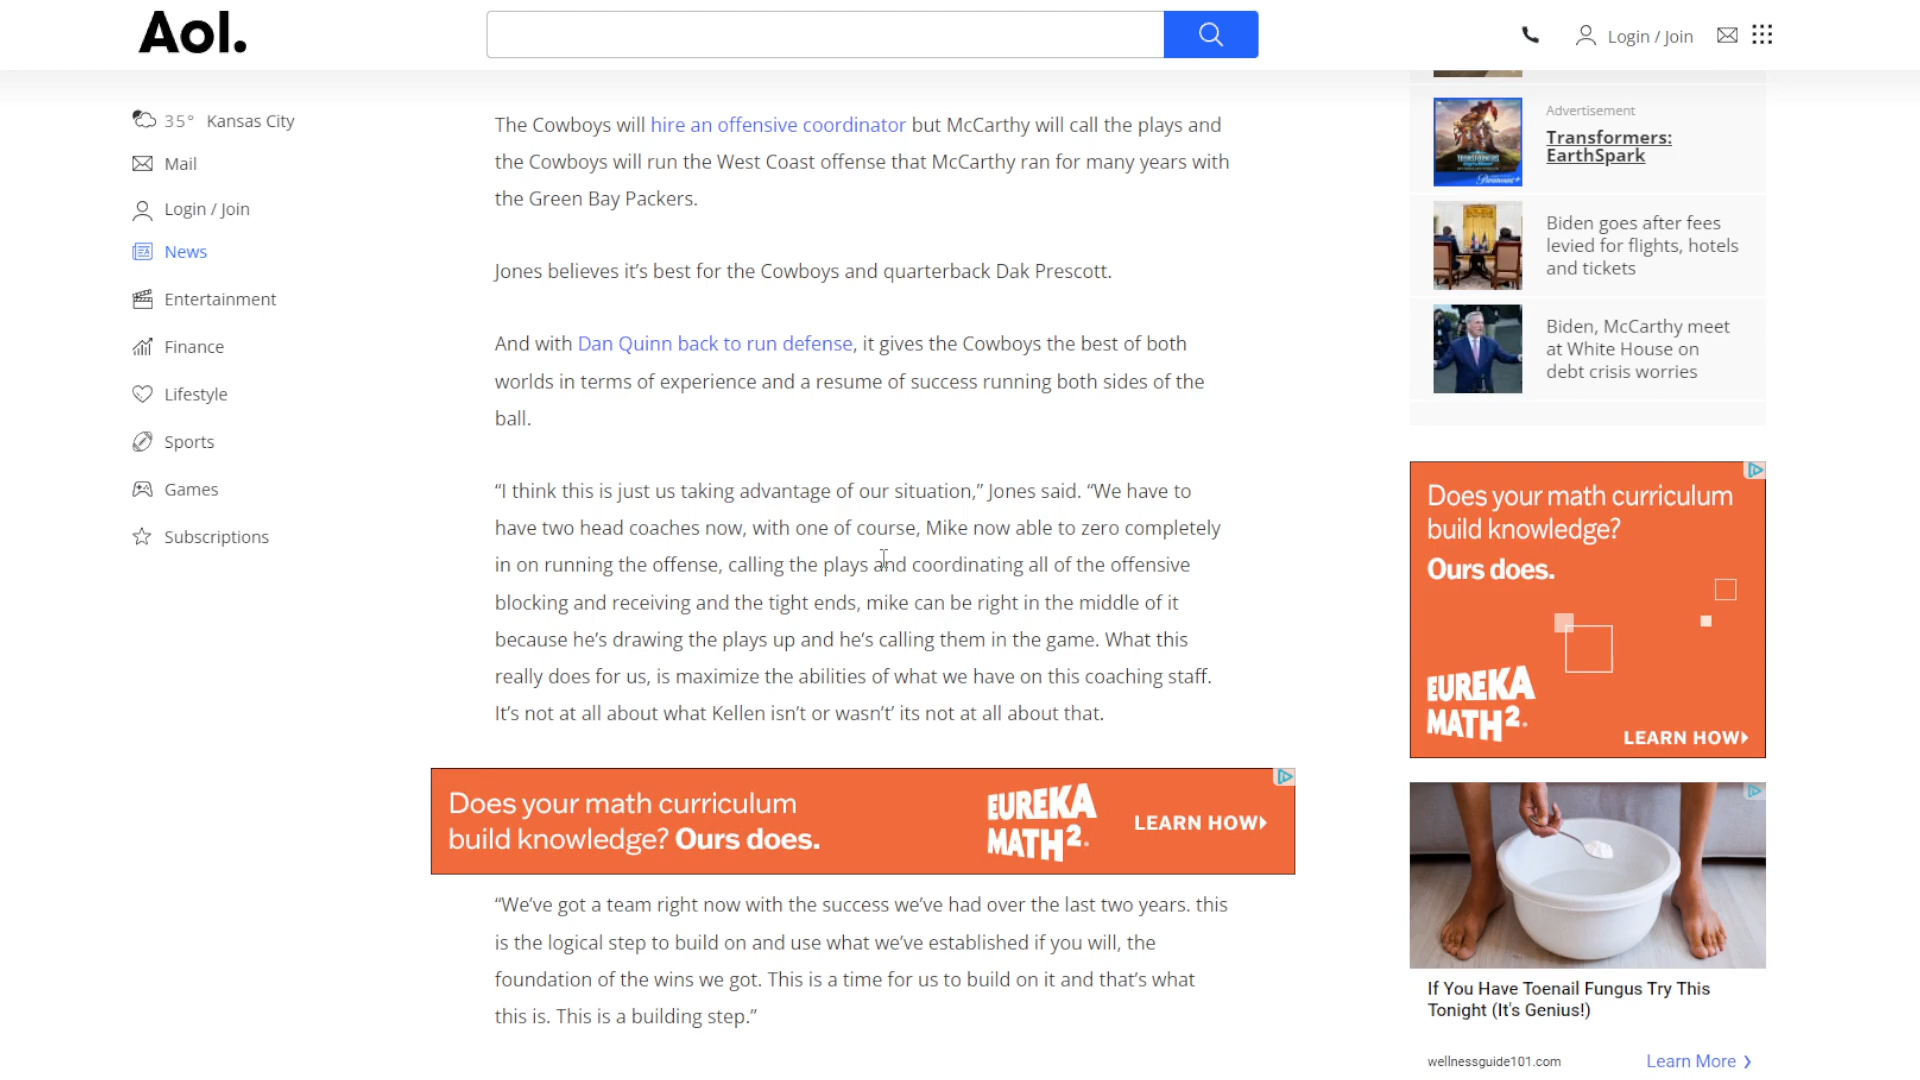 Aol.
Login / Join
35° Kansas City
Mail
Login / Join
News
Entertainment
Finance
Lifestyle
Sports
Games
Subscriptions
The Cowboys will hire an offensive coordinator but McCarthy will call the plays and
the Cowboys will run the West Coast offense that McCarthy ran for many years with
the Green Bay Packers.
Jones believes it’s best for the Cowboys and quarterback Dak Prescott.
And with Dan Quinn back to run defense, it gives the Cowboys the best of both
worlds in terms of experience and a resume of success running both sides of the
ball.
“I think this is just us taking advantage of our situation,” Jones said. “We have to
have two head coaches now, with one of course, Mike now able to zero completely
in on running the offense, calling the plays and coordinating all of the offensive
blocking and receiving and the tight ends, mike can be right in the middle of it
because he’s drawing the plays up and he’s calling them in the game. What this
really does for us, is maximize the abilities of what we have on this coaching staff.
It’s not at all about what Kellen isn’t or wasn’t’ its not at all about that.
Does your math curriculum
build knowledge? Ours does.
EUREKA
MATH².
LEARN HOW
“We’ve got a team right now with the success we’ve had over the last two years. this
is the logical step to build on and use what we’ve established if you will, the
foundation of the wins we got. This is a time for us to build on it and that’s what
this is. This is a building step.”
Advertisement
Transformers:
EarthSpark
TRANSFORMERS
Paramount+
Biden goes after fees
levied for flights, hotels
and tickets
Biden, McCarthy meet
at White House on
debt crisis worries
Does your math curriculum
build knowledge?
Ours does.
EUREKA
MATH².
LEARN HOW
If You Have Toenail Fungus Try This
Tonight (It's Genius!)
wellnessguide101.com
Learn More